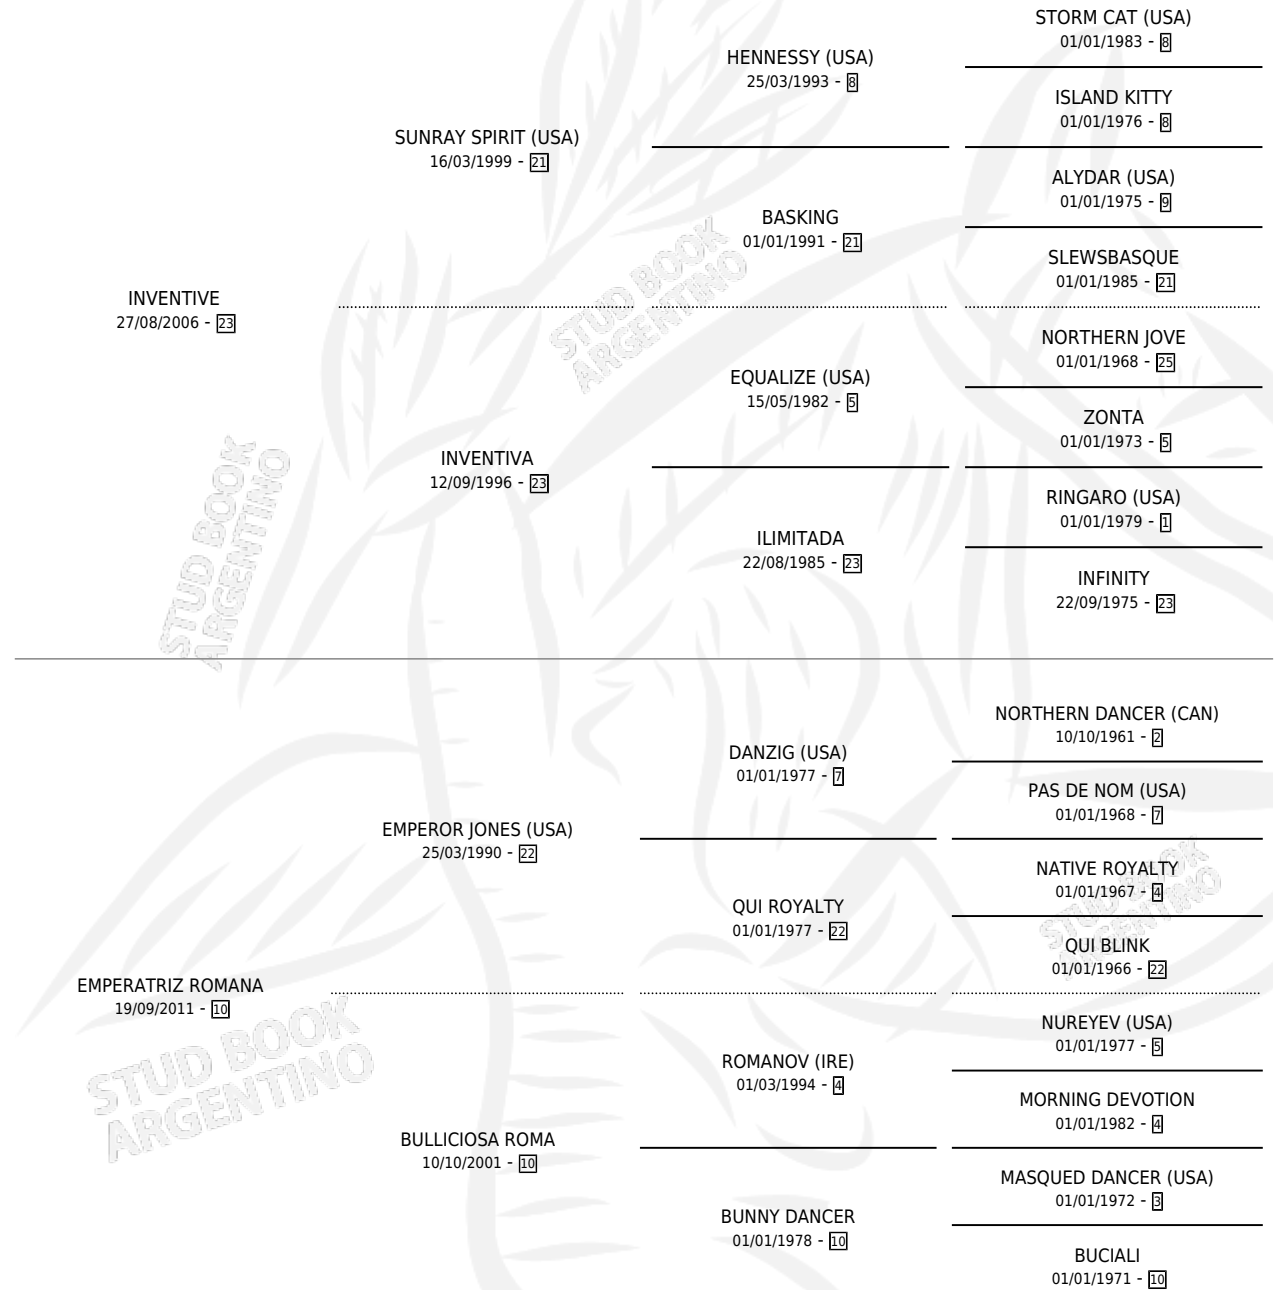 STORM CAT (USA)
01/01/1983 - 8
HENNESSY (USA)
25/03/1993 - 8
ISLAND KITTY
01/01/1976 - 8
SUNRAY SPIRIT (USA)
16/03/1999 - 21
ALYDAR (USA)
01/01/1975 - 9
BASKING
01/01/1991 - 21
SLEWSBASQUE
01/01/1985 - 21
INVENTIVE
27/08/2006 - 23
NORTHERN JOVE
01/01/1968 - 25
EQUALIZE (USA)
15/05/1982 - 5
ZONTA
01/01/1973 - 5
INVENTIVA
12/09/1996 - 23
RINGARO (USA)
01/01/1979 - 1
ILIMITADA
22/08/1985 - 23
INFINITY
22/09/1975 - 23
STUD BOOK
ARGENTINO
STUD BOOK
ARGENTINO
NORTHERN DANCER (CAN)
10/10/1961 - 2
DANZIG (USA)
01/01/1977 - 7
PAS DE NOM (USA)
01/01/1968 - 7
EMPEROR JONES (USA)
25/03/1990 - 22
NATIVE ROYALTY
01/01/1967 - 4
QUI ROYALTY
01/01/1977 - 22
QUI BLINK
01/01/1966 - 22
STUD BOOK
ARGENTINO
EMPERATRIZ ROMANA
19/09/2011 - 10
NUREYEV (USA)
01/01/1977 - 5
ROMANOV (IRE)
01/03/1994 - 4
MORNING DEVOTION
01/01/1982 - 4
STUD BOOK
ARGENTINO
BULLICIOSA ROMA
10/10/2001 - 10
MASQUED DANCER (USA)
01/01/1972 - 3
BUNNY DANCER
01/01/1978 - 10
BUCIALI
01/01/1971 - 10